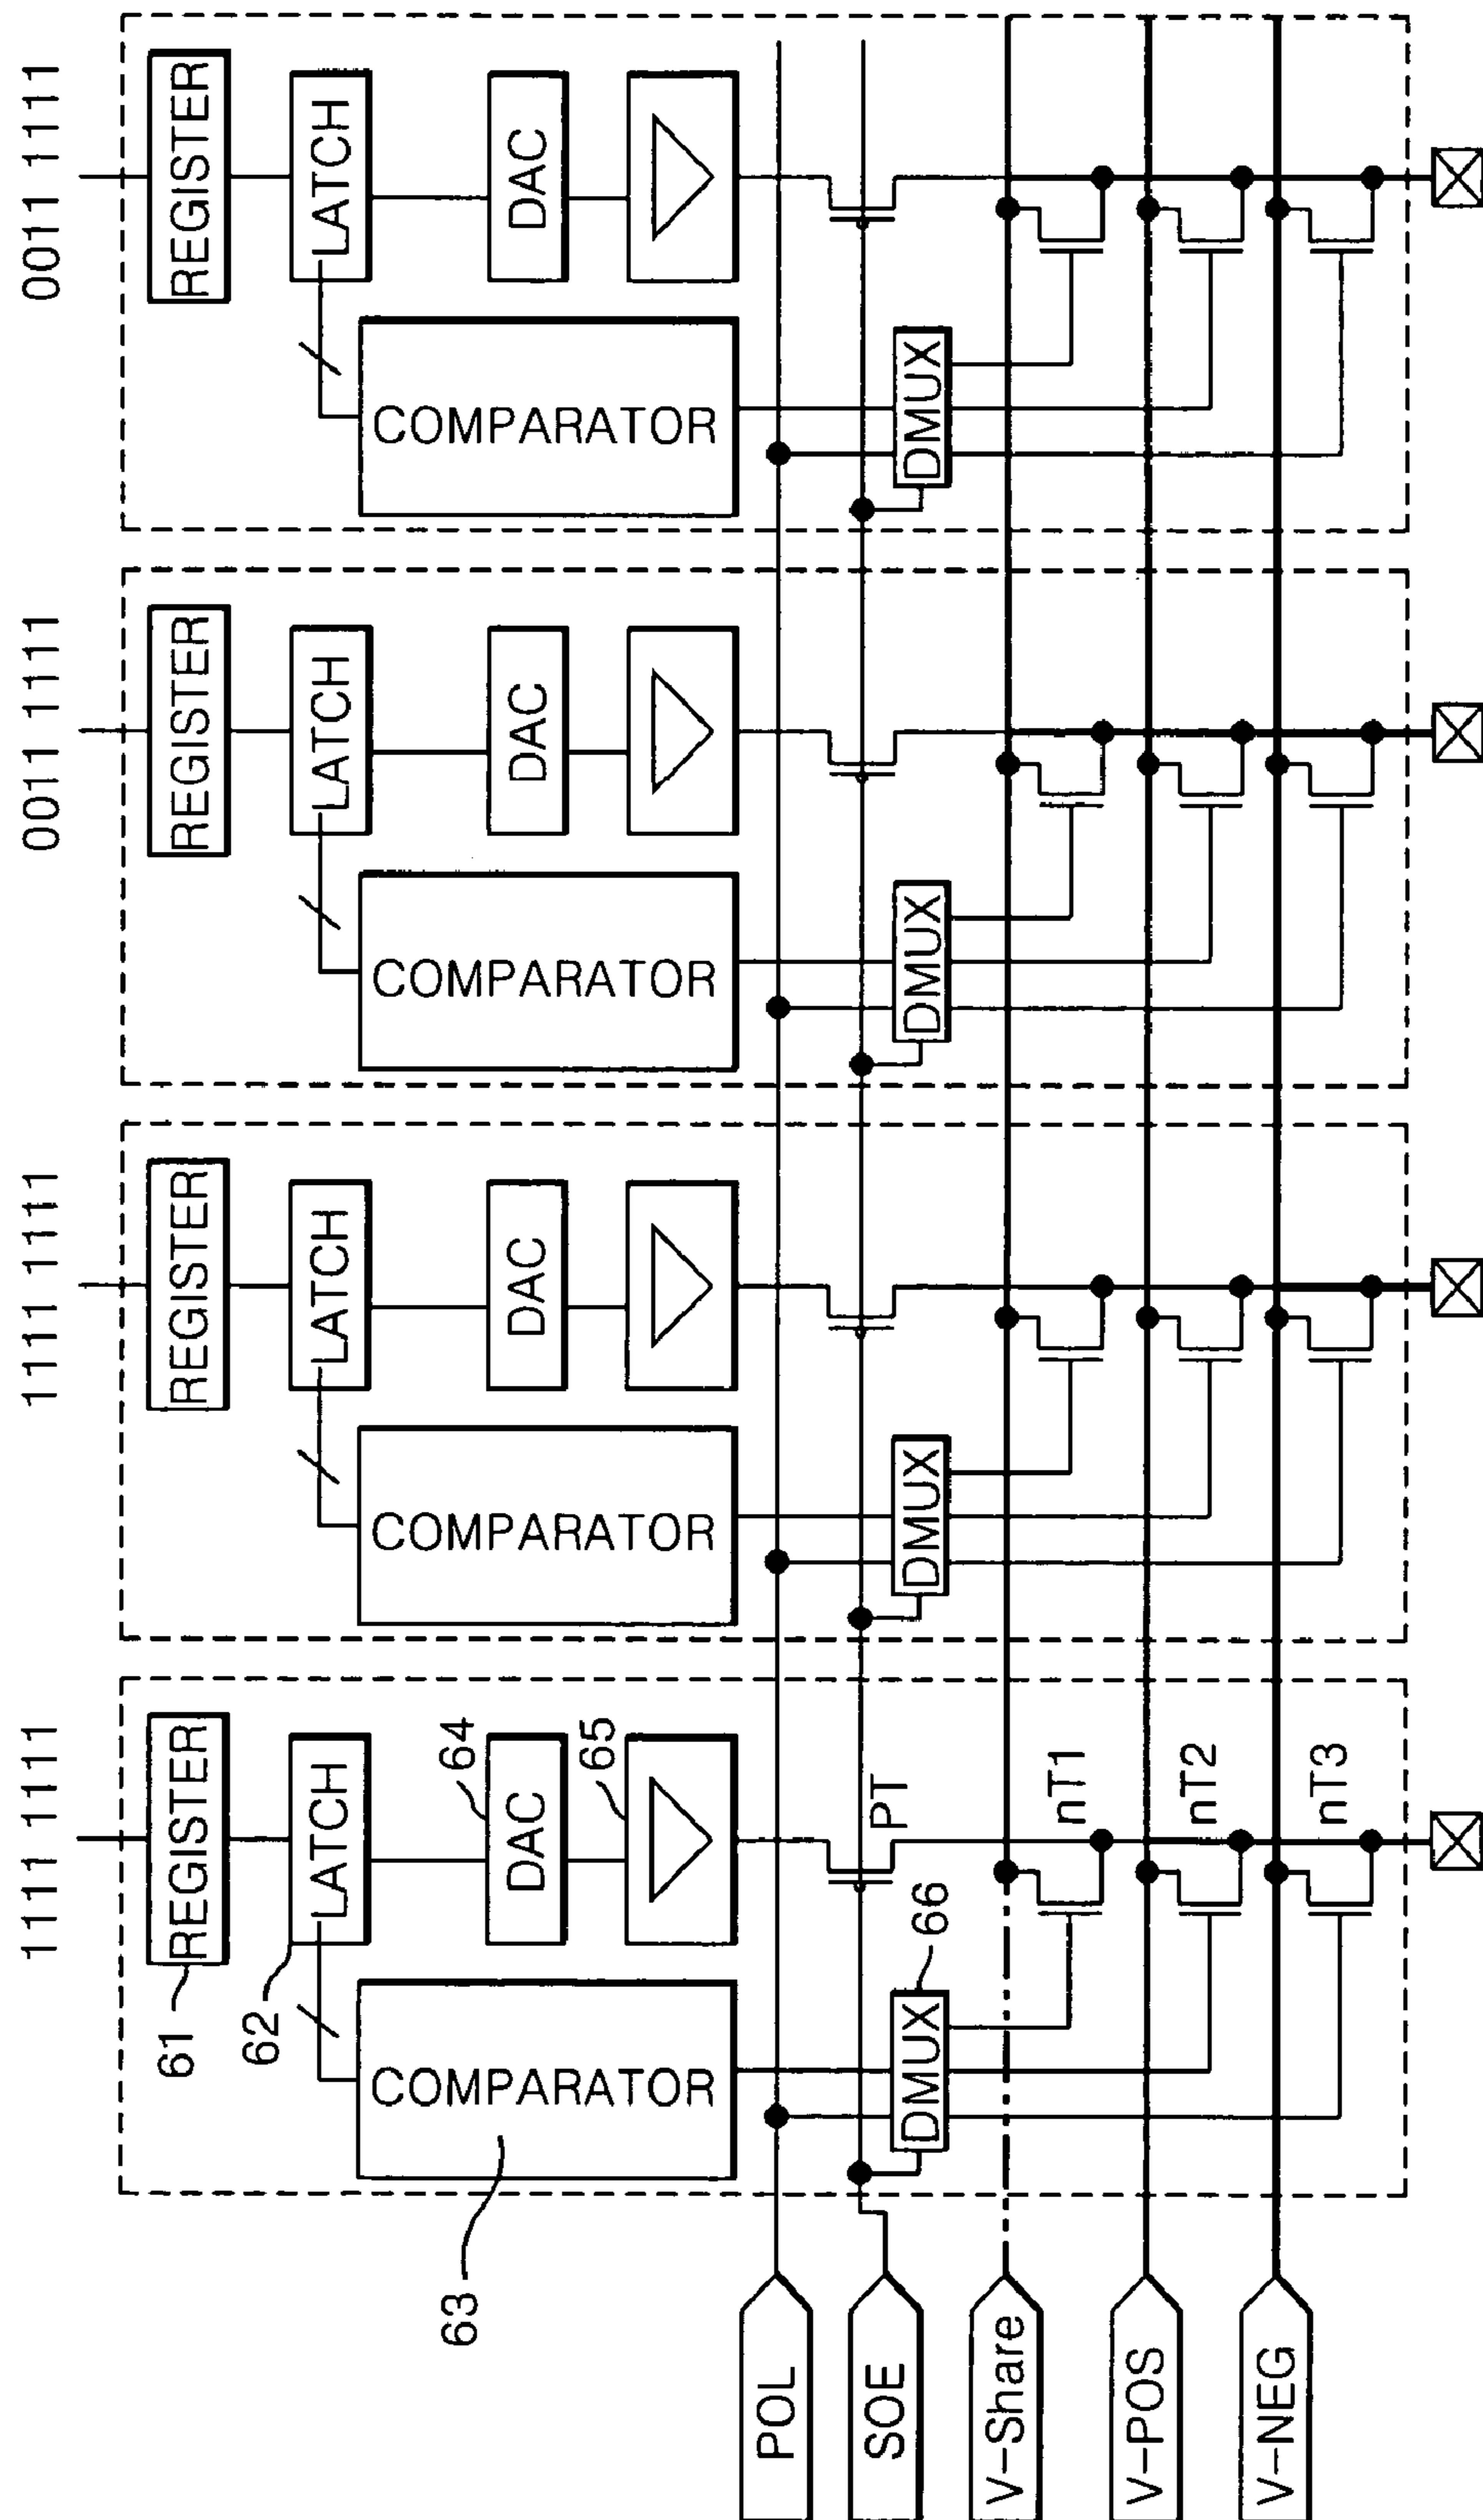 1111 1111
1111 1111
0011 1111
0011 1111
61
REGISTER
REGISTER
REGISTER
REGISTER
62
LATCH
LATCH
LATCH
LATCH
63
COMPARATOR
64
DAC
65
COMPARATOR
DAC
COMPARATOR
DAC
COMPARATOR
DAC
POL
PT
SOE
DMUX
66
DMUX
DMUX
DMUX
V-Share
nT1
V-POS
nT2
V-NEG
nT3